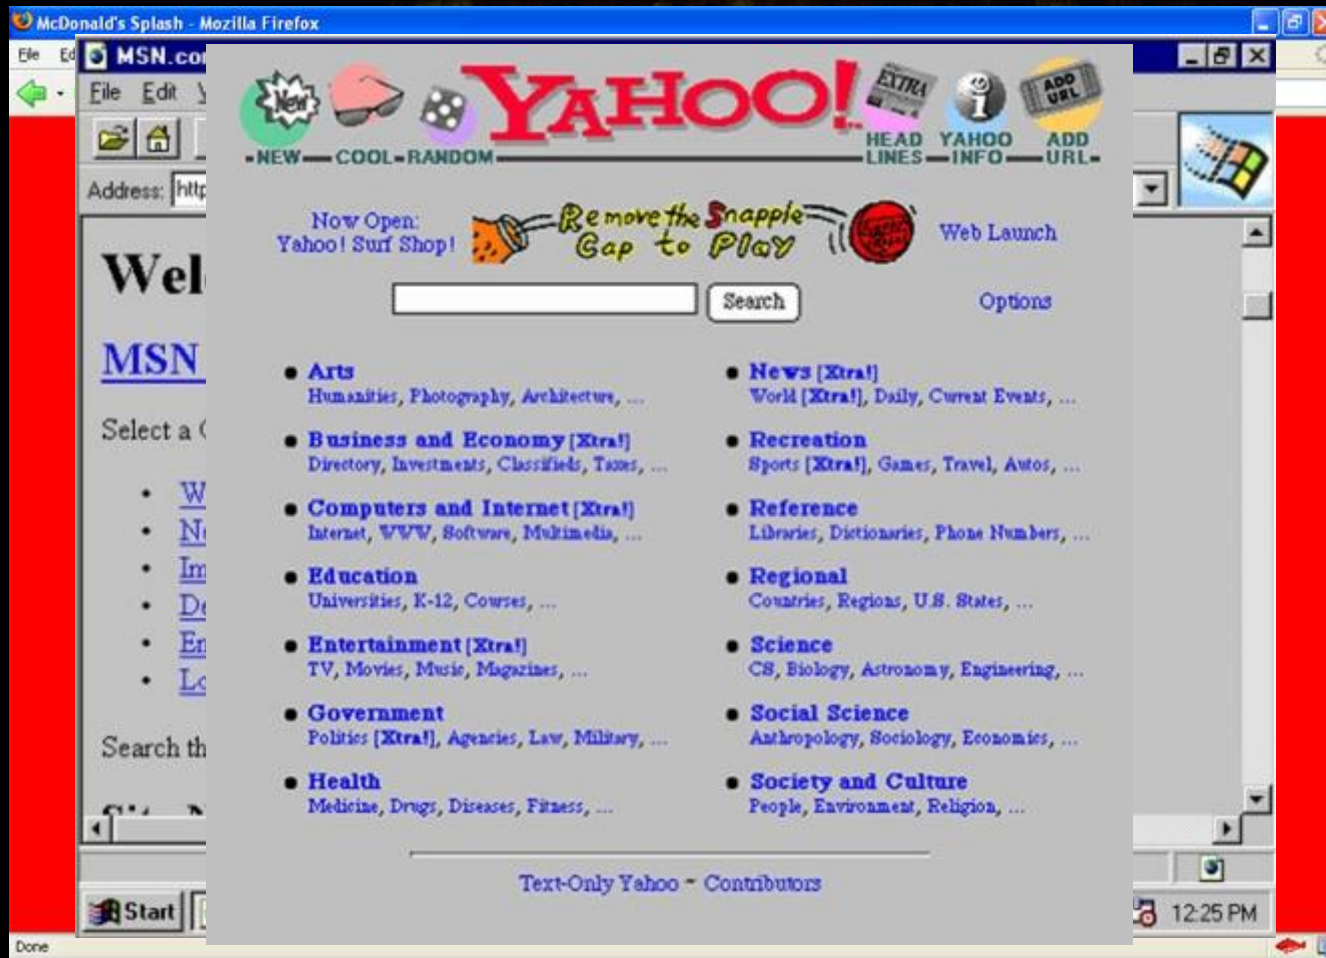 McDonald's Splash - Mozilla Firefox
File Ed
MSN.co
File Edit
Address: http
YAHOO!
New
EXTRA
i
ADD URL
NEW COOL RANDOM
HEAD LINES
YAHOO INFO
ADD URL
Now Open:
Yahoo! Surf Shop!
Remove the Snapple
Cap to Play
Web Launch
Search
Options
Wel
MSN
Select a
W
N
Im
De
En
Lo
Search th
• Arts
Humanities, Photography, Architecture, ...
• Business and Economy [Xtra!]
Directory, Investments, Classifieds, Taxes, ...
• Computers and Internet [Xtra!]
Internet, WWW, Software, Multimedia, ...
• Education
Universities, K-12, Courses, ...
• Entertainment [Xtra!]
TV, Movies, Music, Magazines, ...
• Government
Politics [Xtra!], Agencies, Law, Military, ...
• Health
Medicine, Drugs, Diseases, Fitness, ...
• News [Xtra!]
World [Xtra!], Daily, Current Events, ...
• Recreation
Sports [Xtra!], Games, Travel, Autos, ...
• Reference
Libraries, Dictionaries, Phone Numbers, ...
• Regional
Countries, Regions, U.S. States, ...
• Science
CS, Biology, Astronomy, Engineering, ...
• Social Science
Anthropology, Sociology, Economics, ...
• Society and Culture
People, Environment, Religion, ...
Text-Only Yahoo ~ Contributors
Start
12:25 PM
Done